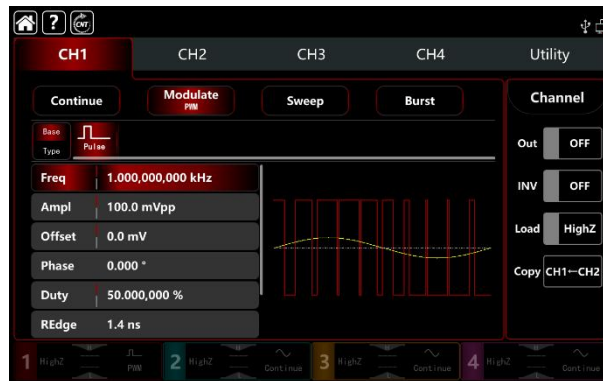 ? CNT
CH1 CH2 CH3 CH4 Utility
Continue Modulate Sweep Burst Channel
PWM
Base
Type Pulse
Out OFF
Freq 1.000,000,000 kHz
INV OFF
Ampl 100.0 mVpp
Offset 0.0 mV
Load HighZ
Phase 0.000 °
Copy CH1←CH2
Duty 50.000,000 %
REdge 1.4 ns
1 HighZ PWM 2 HighZ Continue 3 HighZ Continue 4 HighZ Continue